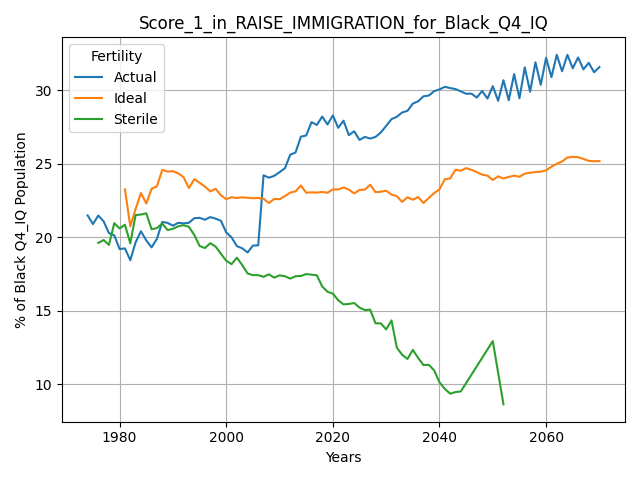 Score_1_in_RAISE_IMMIGRATION_for_Black_Q4_IQ
Fertility
Actual
Ideal
Sterile
% of Black Q4_IQ Population
30
25
20
15
10
1980
2000
2020
2040
2060
Years